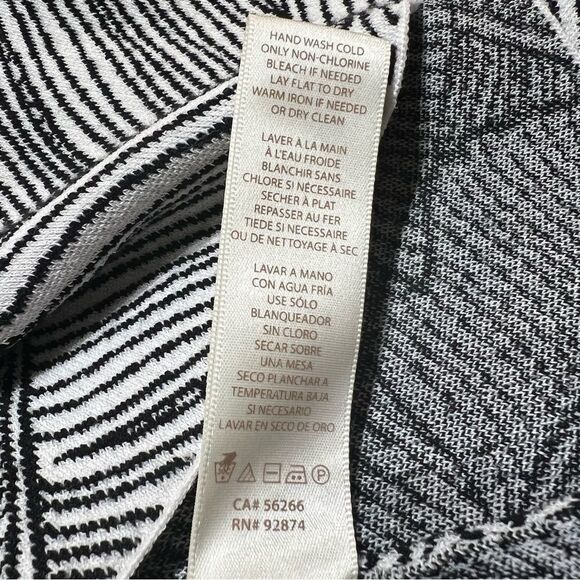 HAND WASH COLD
ONLY NON-CHLORINE
BLEACH IF NEEDED
LAY FLAT TO DRY
WARM IRON IF NEEDED
OR DRY CLEAN
LAVER A LA MAIN
À L'EAU FROIDE
BLANCHIR SANS
CHLORE SI NÉCESSAIRE
SECHER À PLAT
REPASSER AU FER
TIEDE SI NÉCESSAIRE
OU DE NETTOYAGE À SEC
LAVAR A MANO
CON AGUA FRÍA
USE SÓLO
BLANQUEADOR
SIN CLORO
SECAR SOBRE
UNA MESA
SECO PLANCHAR A
TEMPERATURA BAJA
SI NECESARIO
LAVAR EN SECO DE ORO
P
CA# 56266
RN# 92874